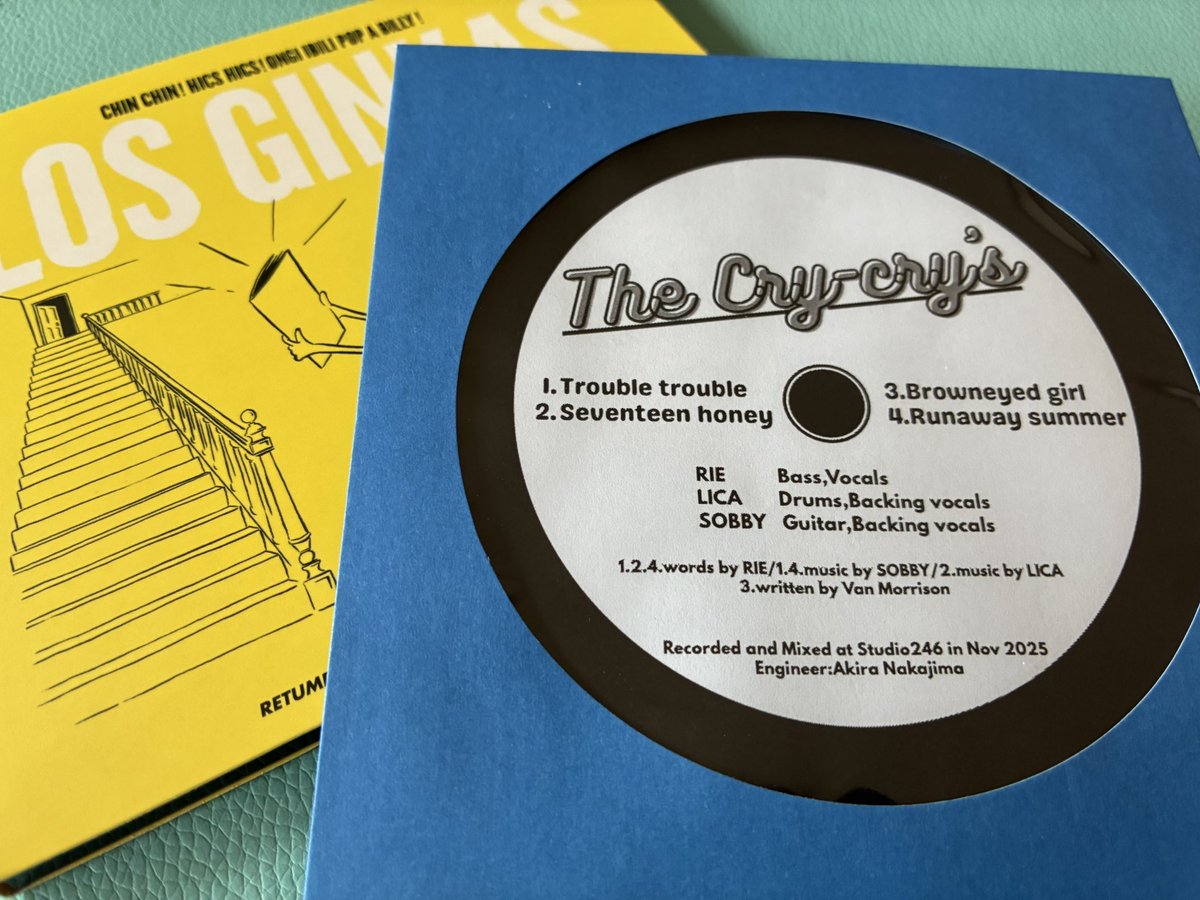 CHIN CHIN! HICS HICS! ONGI IBILI POP A BILLY!
LOS GINKAS
The Cry-cry's
1.Trouble trouble
2.Seventeen honey
3.Browneyed girl
4.Runaway summer
RIE Bass,Vocals
LICA Drums,Backing vocals
SOBBY Guitar,Backing vocals
1.2.4.words by RIE/1.4.music by SOBBY/2.music by LICA
3.written by Van Morrison
Recorded and Mixed at Studio246 in Nov 2025
Engineer:Akira Nakajima